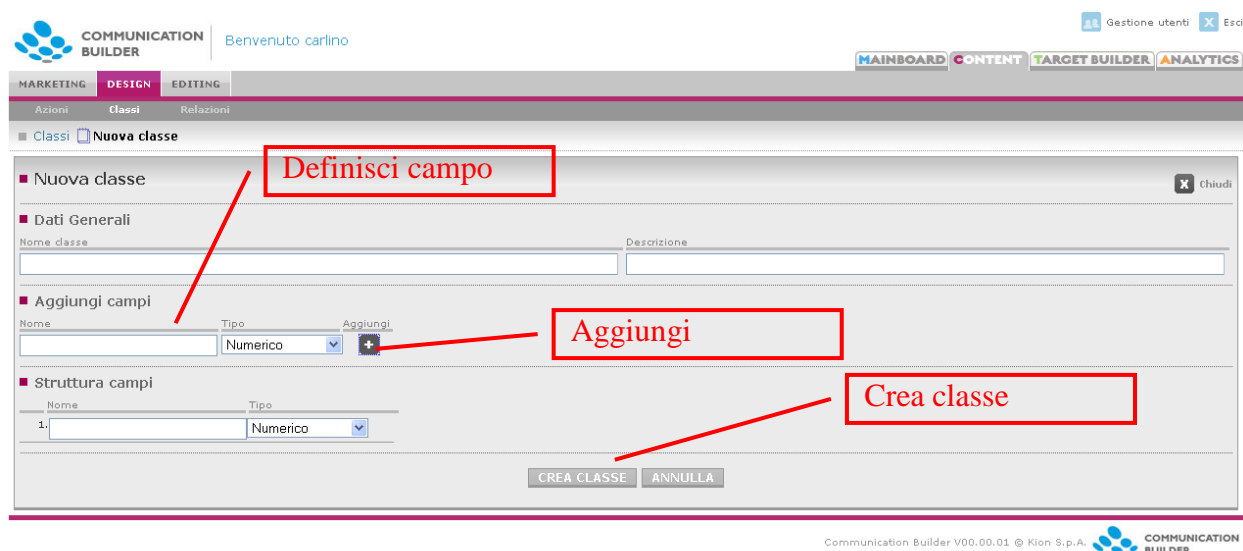 Gestione utenti X Esci
COMMUNICATION
BUILDER
Benvenuto carlino
MAINBOARD CONTENT TARGET BUILDER ANALYTICS
MARKETING DESIGN EDITING
Azioni Classi Relazioni
Classi Nuova classe
Definisci campo
Nuova classe
X Chiudi
Dati Generali
Nome classe Descrizione
Aggiungi campi
Nome Tipo Aggiungi
Numerico +
Aggiungi
Struttura campi
Nome Tipo
1. Numerico
Crea classe
CREA CLASSE ANNULLA
Communication Builder V00.00.01 @ Kion S.p.A.
COMMUNICATION
BUILDER